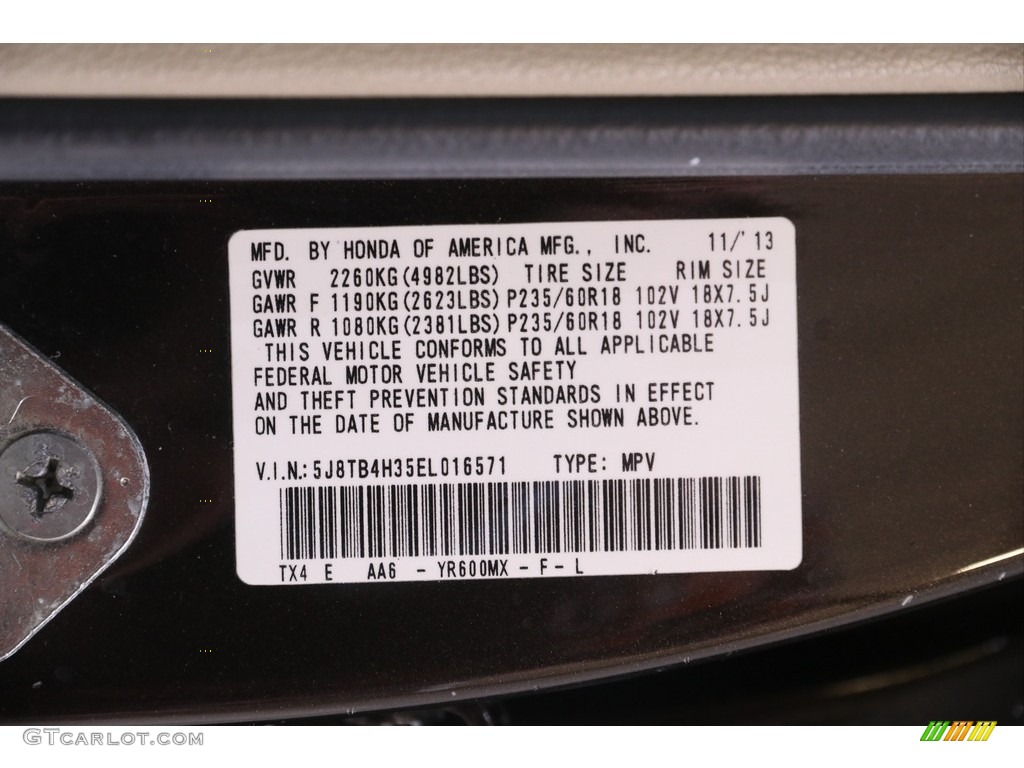 MFD. BY HONDA OF AMERICA MFG., INC. 11/'13
GVWR 2260KG(4982LBS) TIRE SIZE RIM SIZE
GAWR F 1190KG(2623LBS) P235/60R18 102V 18X7.5J
GAWR R 1080KG(2381LBS) P235/60R18 102V 18X7.5J
THIS VEHICLE CONFORMS TO ALL APPLICABLE
FEDERAL MOTOR VEHICLE SAFETY
AND THEFT PREVENTION STANDARDS IN EFFECT
ON THE DATE OF MANUFACTURE SHOWN ABOVE.
V.I.N.: 5J8TB4H35EL016571 TYPE: MPV
TX4 E AA6 - YR600MX - F - L
GTCARLOT.COM